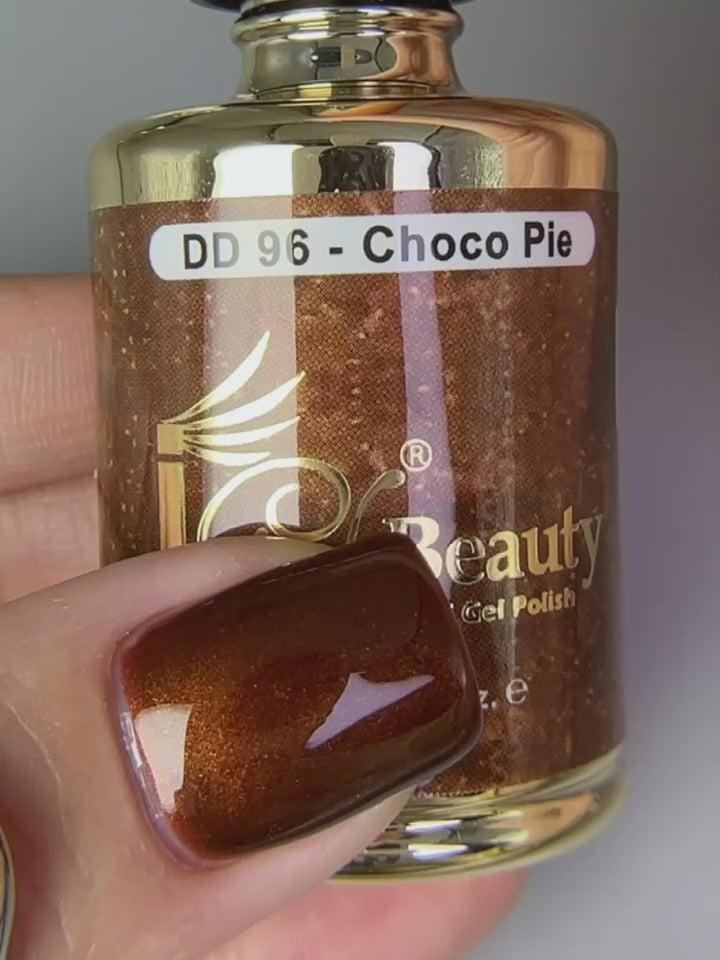 DD 96 - Choco Pie
®
Beauty
Gel Polish
z. e